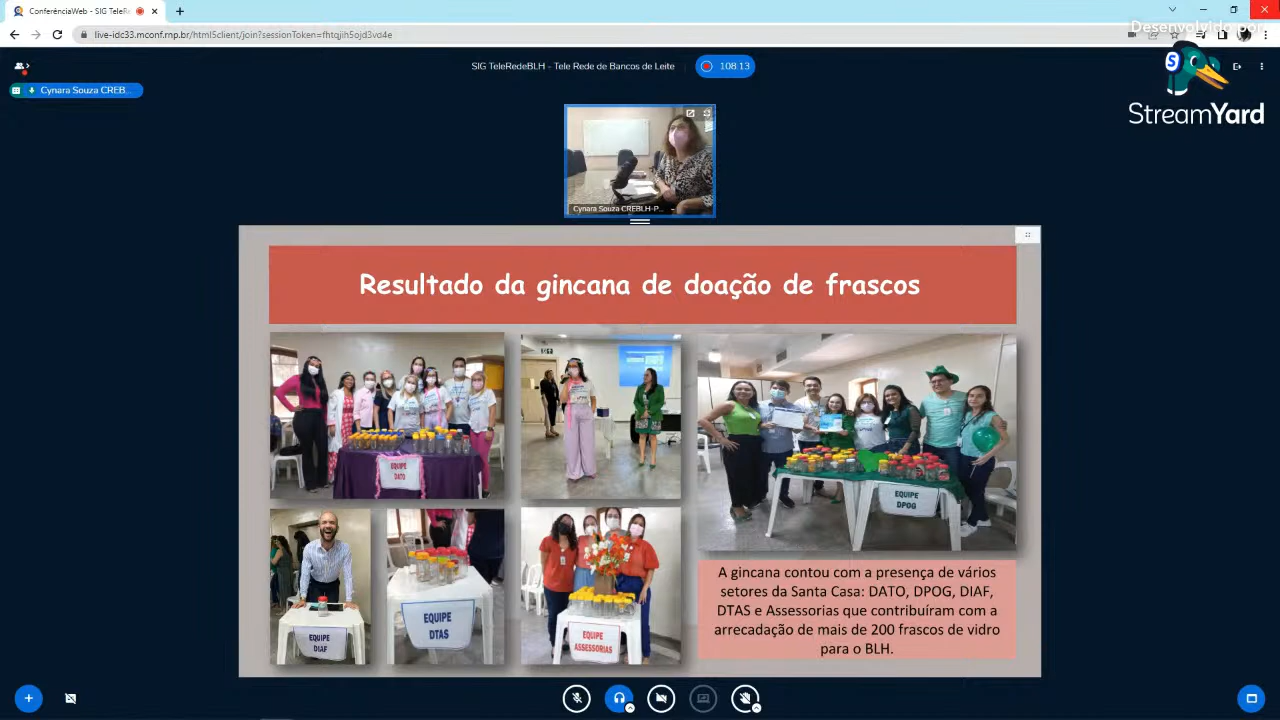 ConferênciaWeb - SIG TeleR
live-idc33.mconf.rnp.br/html5client/join?sessionToken=fhtqjih5ojd3vd4e
Desenvolvido por
StreamYard
SIG TeleRedeBLH - Tele Rede de Bancos de Leite
108:13
Cynara Souza CREB...
Cynara Souza CREBLH-P...
Resultado da gincana de doação de frascos
EQUIPE
DATO
EQUIPE
DPOG
EQUIPE
DIAF
EQUIPE
DTAS
EQUIPE
ASSESSORIAS
A gincana contou com a presença de vários
setores da Santa Casa: DATO, DPOG, DIAF,
DTAS e Assessorias que contribuíram com a
arrecadação de mais de 200 frascos de vidro
para o BLH.